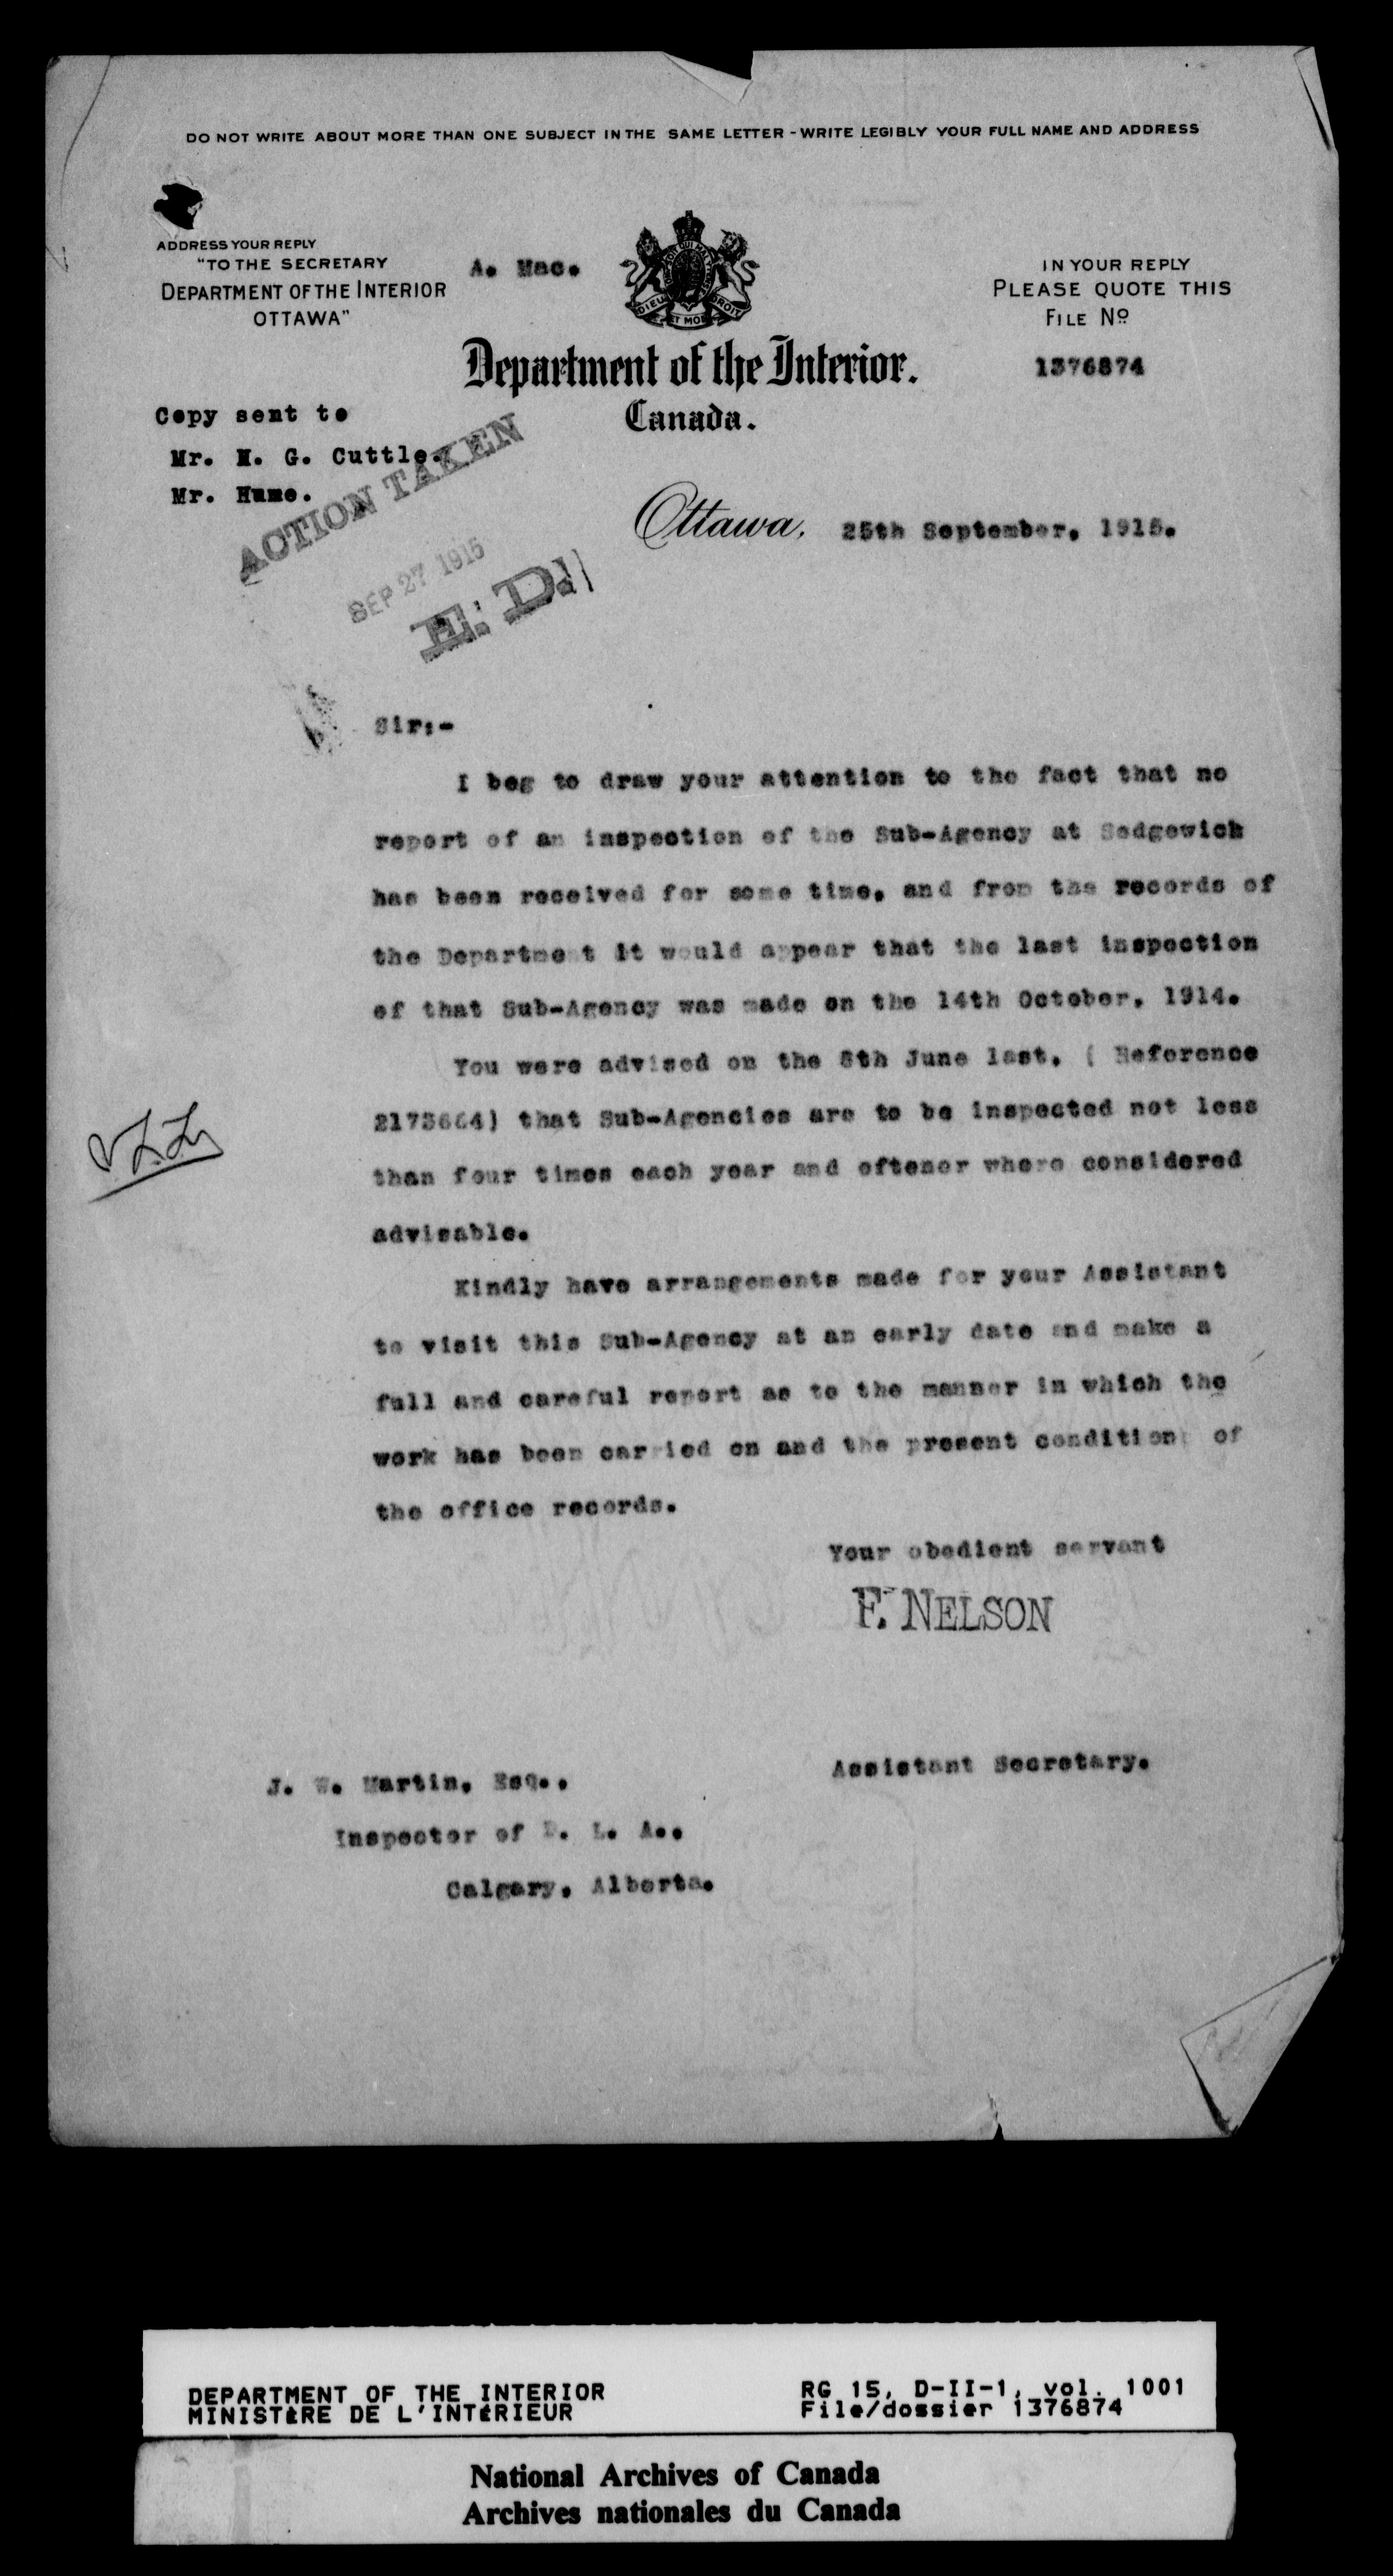 DO NOT WRITE ABOUT MORE THAN ONE SUBJECT IN THE SAME LETTER - WRITE LEGIBLY YOUR FULL NAME AND ADDRESS
ADDRESS YOUR REPLY
"TO THE SECRETARY
DEPARTMENT OF THE INTERIOR
OTTAWA"
A. Mac.
IN YOUR REPLY
PLEASE QUOTE THIS
FILE No
1376874
Department of the Interior.
Canada.
Copy sent to
Mr. H. G. Cuttle.
Mr. Hume.
ACTION TAKEN
SEP 27 1915
E. D.
Ottawa, 25th September, 1915.
Sir:-
I beg to draw your attention to the fact that no
report of an inspection of the Sub-Agency at Sedgewick
has been received for some time, and from the records of
the Department it would appear that the last inspection
of that Sub-Agency was made on the 14th October, 1914.
You were advised on the 8th June last, ( Reference
2173664) that Sub-Agencies are to be inspected not less
than four times each year and oftener where considered
advisable.
Kindly have arrangements made for your Assistant
to visit this Sub-Agency at an early date and make a
full and careful report as to the manner in which the
work has been carried on and the present condition of
the office records.
Your obedient servant
F. NELSON
Assistant Secretary.
J. W. Martin, Esq.,
Inspector of D. L. A.,
Calgary, Alberta.
DEPARTMENT OF THE INTERIOR
MINISTÈRE DE L'INTÉRIEUR
RG 15, D-II-1, vol. 1001
File/dossier 1376874
National Archives of Canada
Archives nationales du Canada